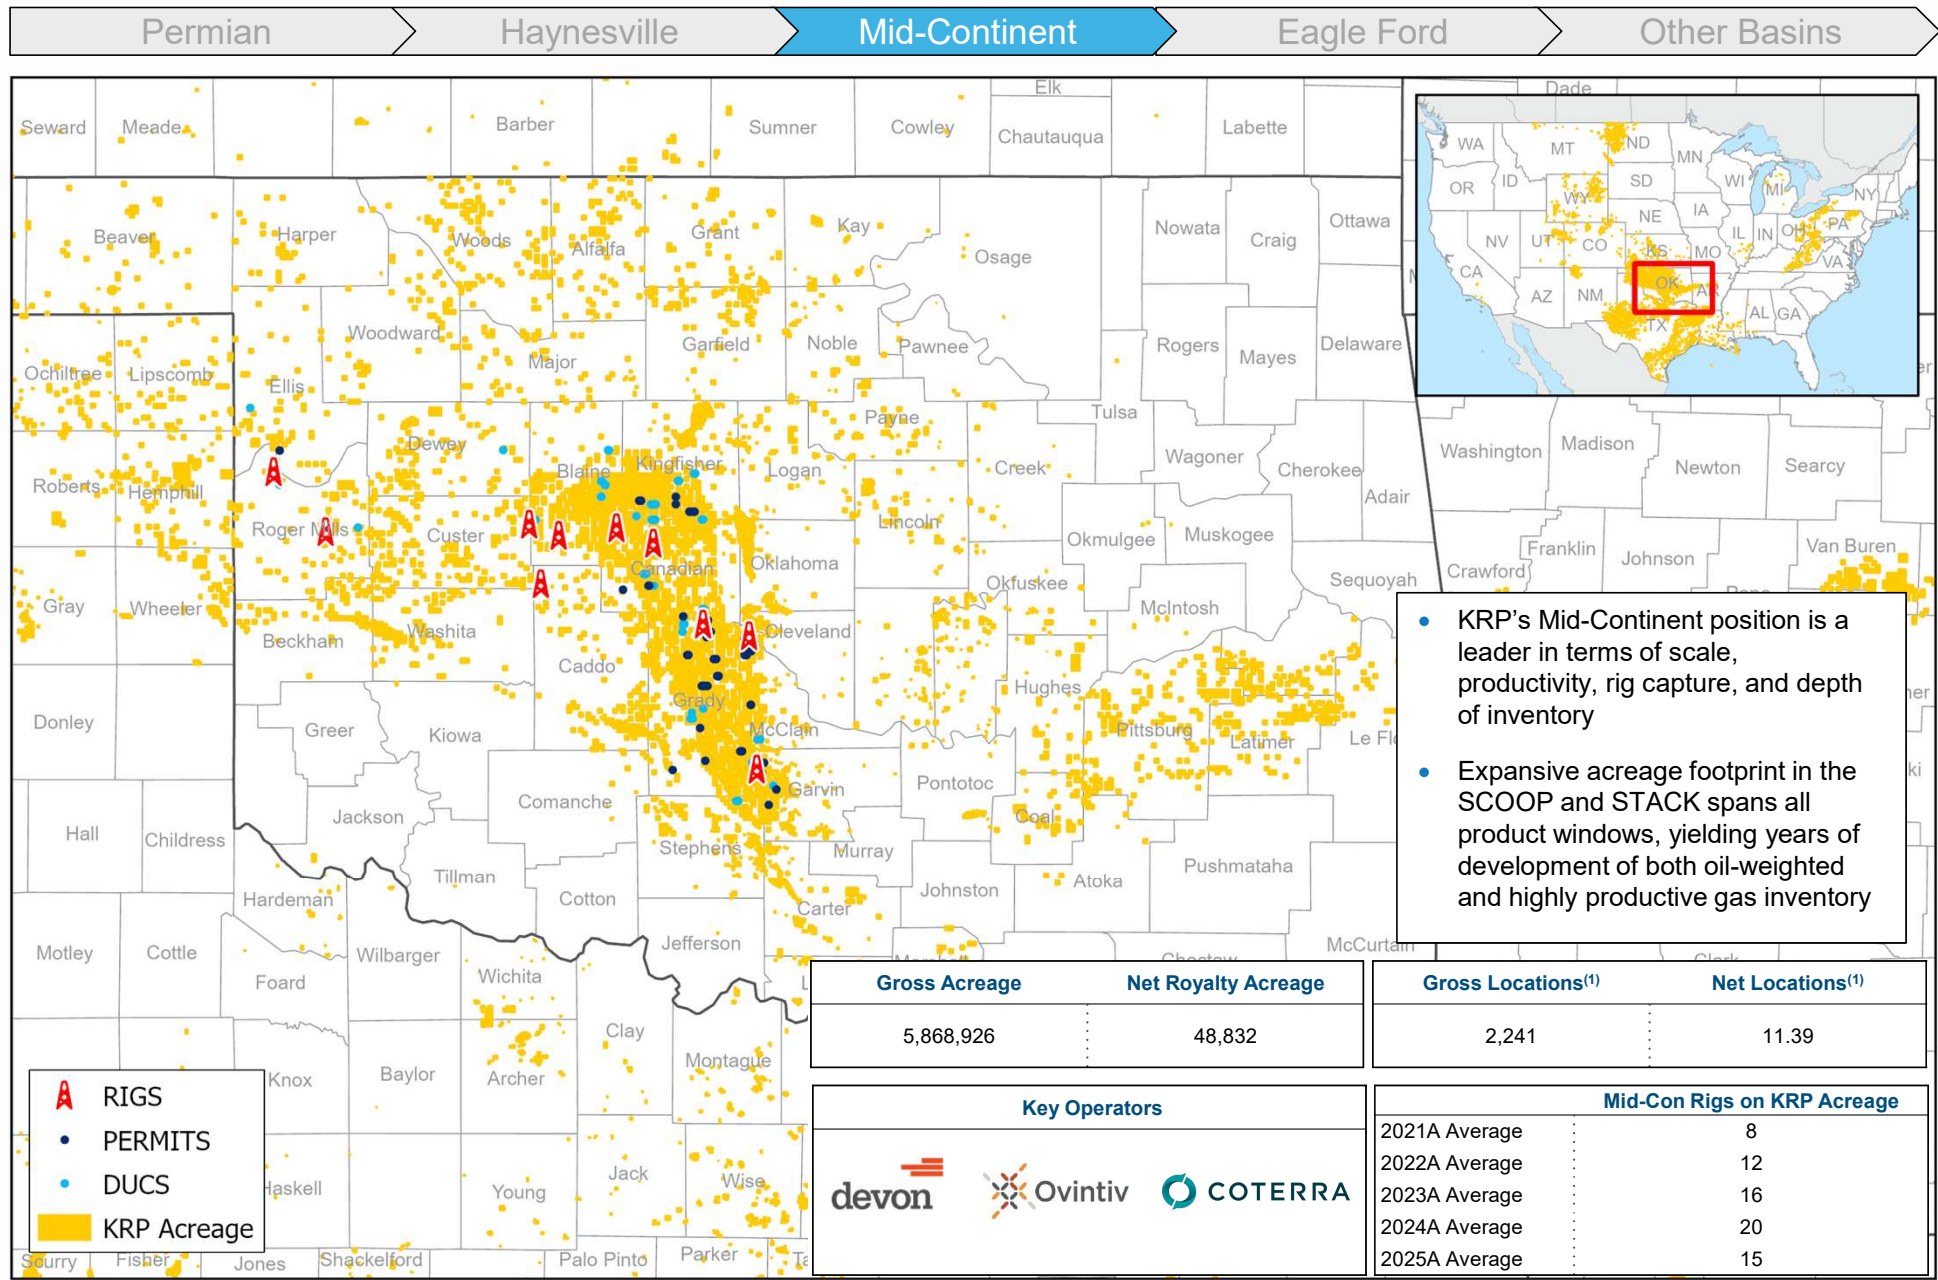 Permian Haynesville Mid-Continent Eagle Ford Other Basins
Elk Dade
Seward Meade Barber Sumner Cowley Chautauqua Labette
WA MT ND MN
OR ID SD WI MI NY
WY NE IA
NV UT CO IL IN OH PA
KS MO VA
CA
AZ NM OK AR
TX AL GA
Beaver Harper Woods Alfalfa Grant Kay Osage Nowata Craig Ottawa
Woodward Major Garfield Noble Pawnee Rogers Mayes Delaware
Ochiltree Lipscomb Ellis
Dewey Payne Tulsa
Washington Madison Newton Searcy
Roberts Hemphill Blaine Kingfisher Logan Creek Wagoner Cherokee Adair
Roger Mills Custer Lincoln Okmulgee Muskogee
Canadian Oklahoma Okfuskee Sequoyah Crawford Franklin Johnson Van Buren
Gray Wheeler Beckham Washita Caddo Cleveland McIntosh
Donley Greer Kiowa Grady McClain Hughes Pittsburg Latimer Le Fl
Hall Childress Jackson Comanche Garvin Pontotoc Coal
Stephens Murray Pushmataha
Hardeman Tillman Cotton Carter Johnston Atoka
Motley Cottle Foard Wilbarger Wichita Jefferson McCurtain
Clay Montague
Knox Baylor Archer
Haskell Young Jack Wise
Scurry Fisher Jones Shackelford Palo Pinto Parker
• KRP’s Mid-Continent position is a
leader in terms of scale,
productivity, rig capture, and depth
of inventory
• Expansive acreage footprint in the
SCOOP and STACK spans all
product windows, yielding years of
development of both oil-weighted
and highly productive gas inventory
Gross Acreage Net Royalty Acreage
5,868,926 48,832
Gross Locations(1) Net Locations(1)
2,241 11.39
Key Operators
devon Ovintiv COTERRA
Mid-Con Rigs on KRP Acreage
2021A Average 8
2022A Average 12
2023A Average 16
2024A Average 20
2025A Average 15
RIGS
PERMITS
DUCS
KRP Acreage